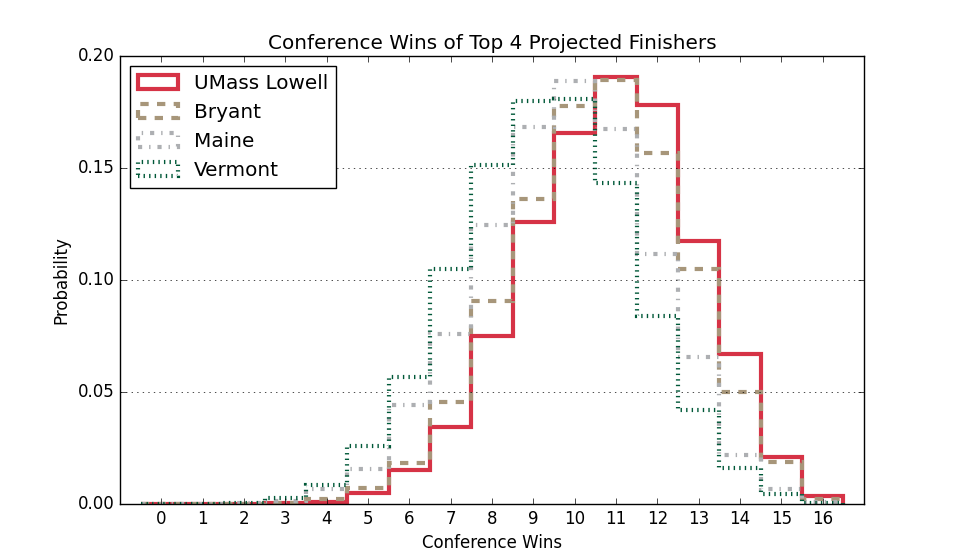 Conference Wins of Top 4 Projected Finishers
0.20
0.15
0.10
0.05
0.00
Probability
UMass Lowell
Bryant
Maine
Vermont
0 1 2 3 4 5 6 7 8 9 10 11 12 13 14 15 16
Conference Wins